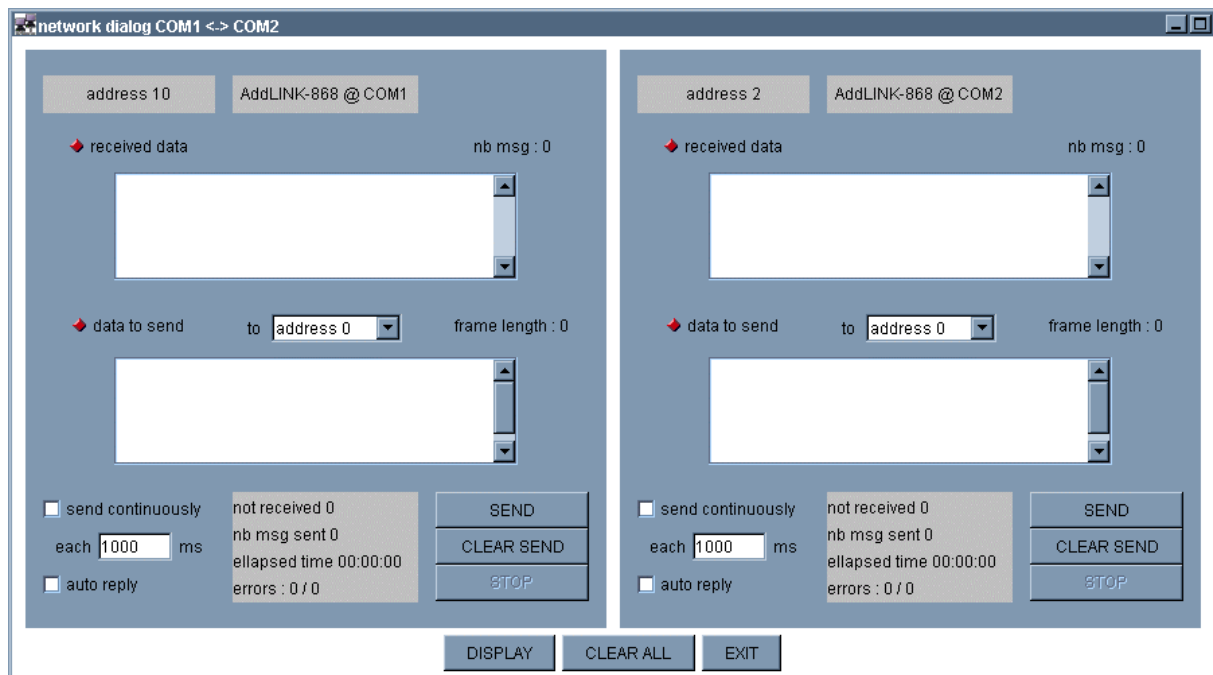 network dialog COM1 <-> COM2
address 10
AddLINK-868 @ COM1
received data
nb msg : 0
data to send
to
address 0
frame length : 0
send continuously
each 1000 ms
auto reply
not received 0
nb msg sent 0
ellapsed time 00:00:00
errors : 0 / 0
SEND
CLEAR SEND
STOP
address 2
AddLINK-868 @ COM2
received data
nb msg : 0
data to send
to
address 0
frame length : 0
send continuously
each 1000 ms
auto reply
not received 0
nb msg sent 0
ellapsed time 00:00:00
errors : 0 / 0
SEND
CLEAR SEND
STOP
DISPLAY
CLEAR ALL
EXIT